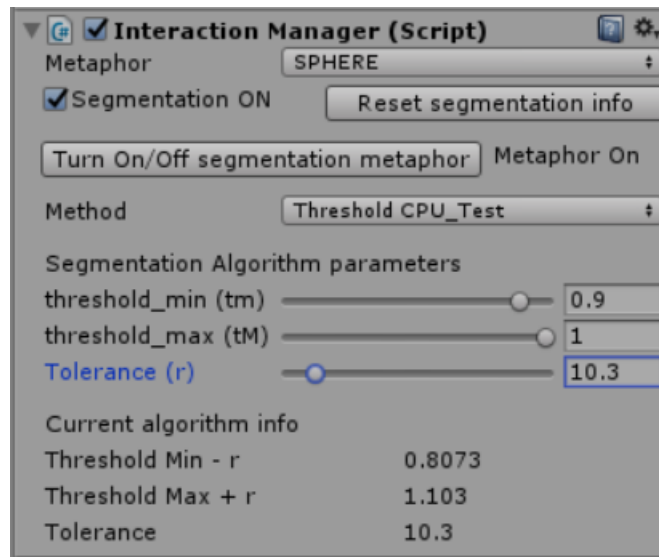 Interaction Manager (Script)
Metaphor SPHERE
Segmentation ON Reset segmentation info
Turn On/Off segmentation metaphor Metaphor On
Method Threshold CPU_Test
Segmentation Algorithm parameters
threshold_min (tm) 0.9
threshold_max (tM) 1
Tolerance (r) 10.3
Current algorithm info
Threshold Min - r 0.8073
Threshold Max + r 1.103
Tolerance 10.3